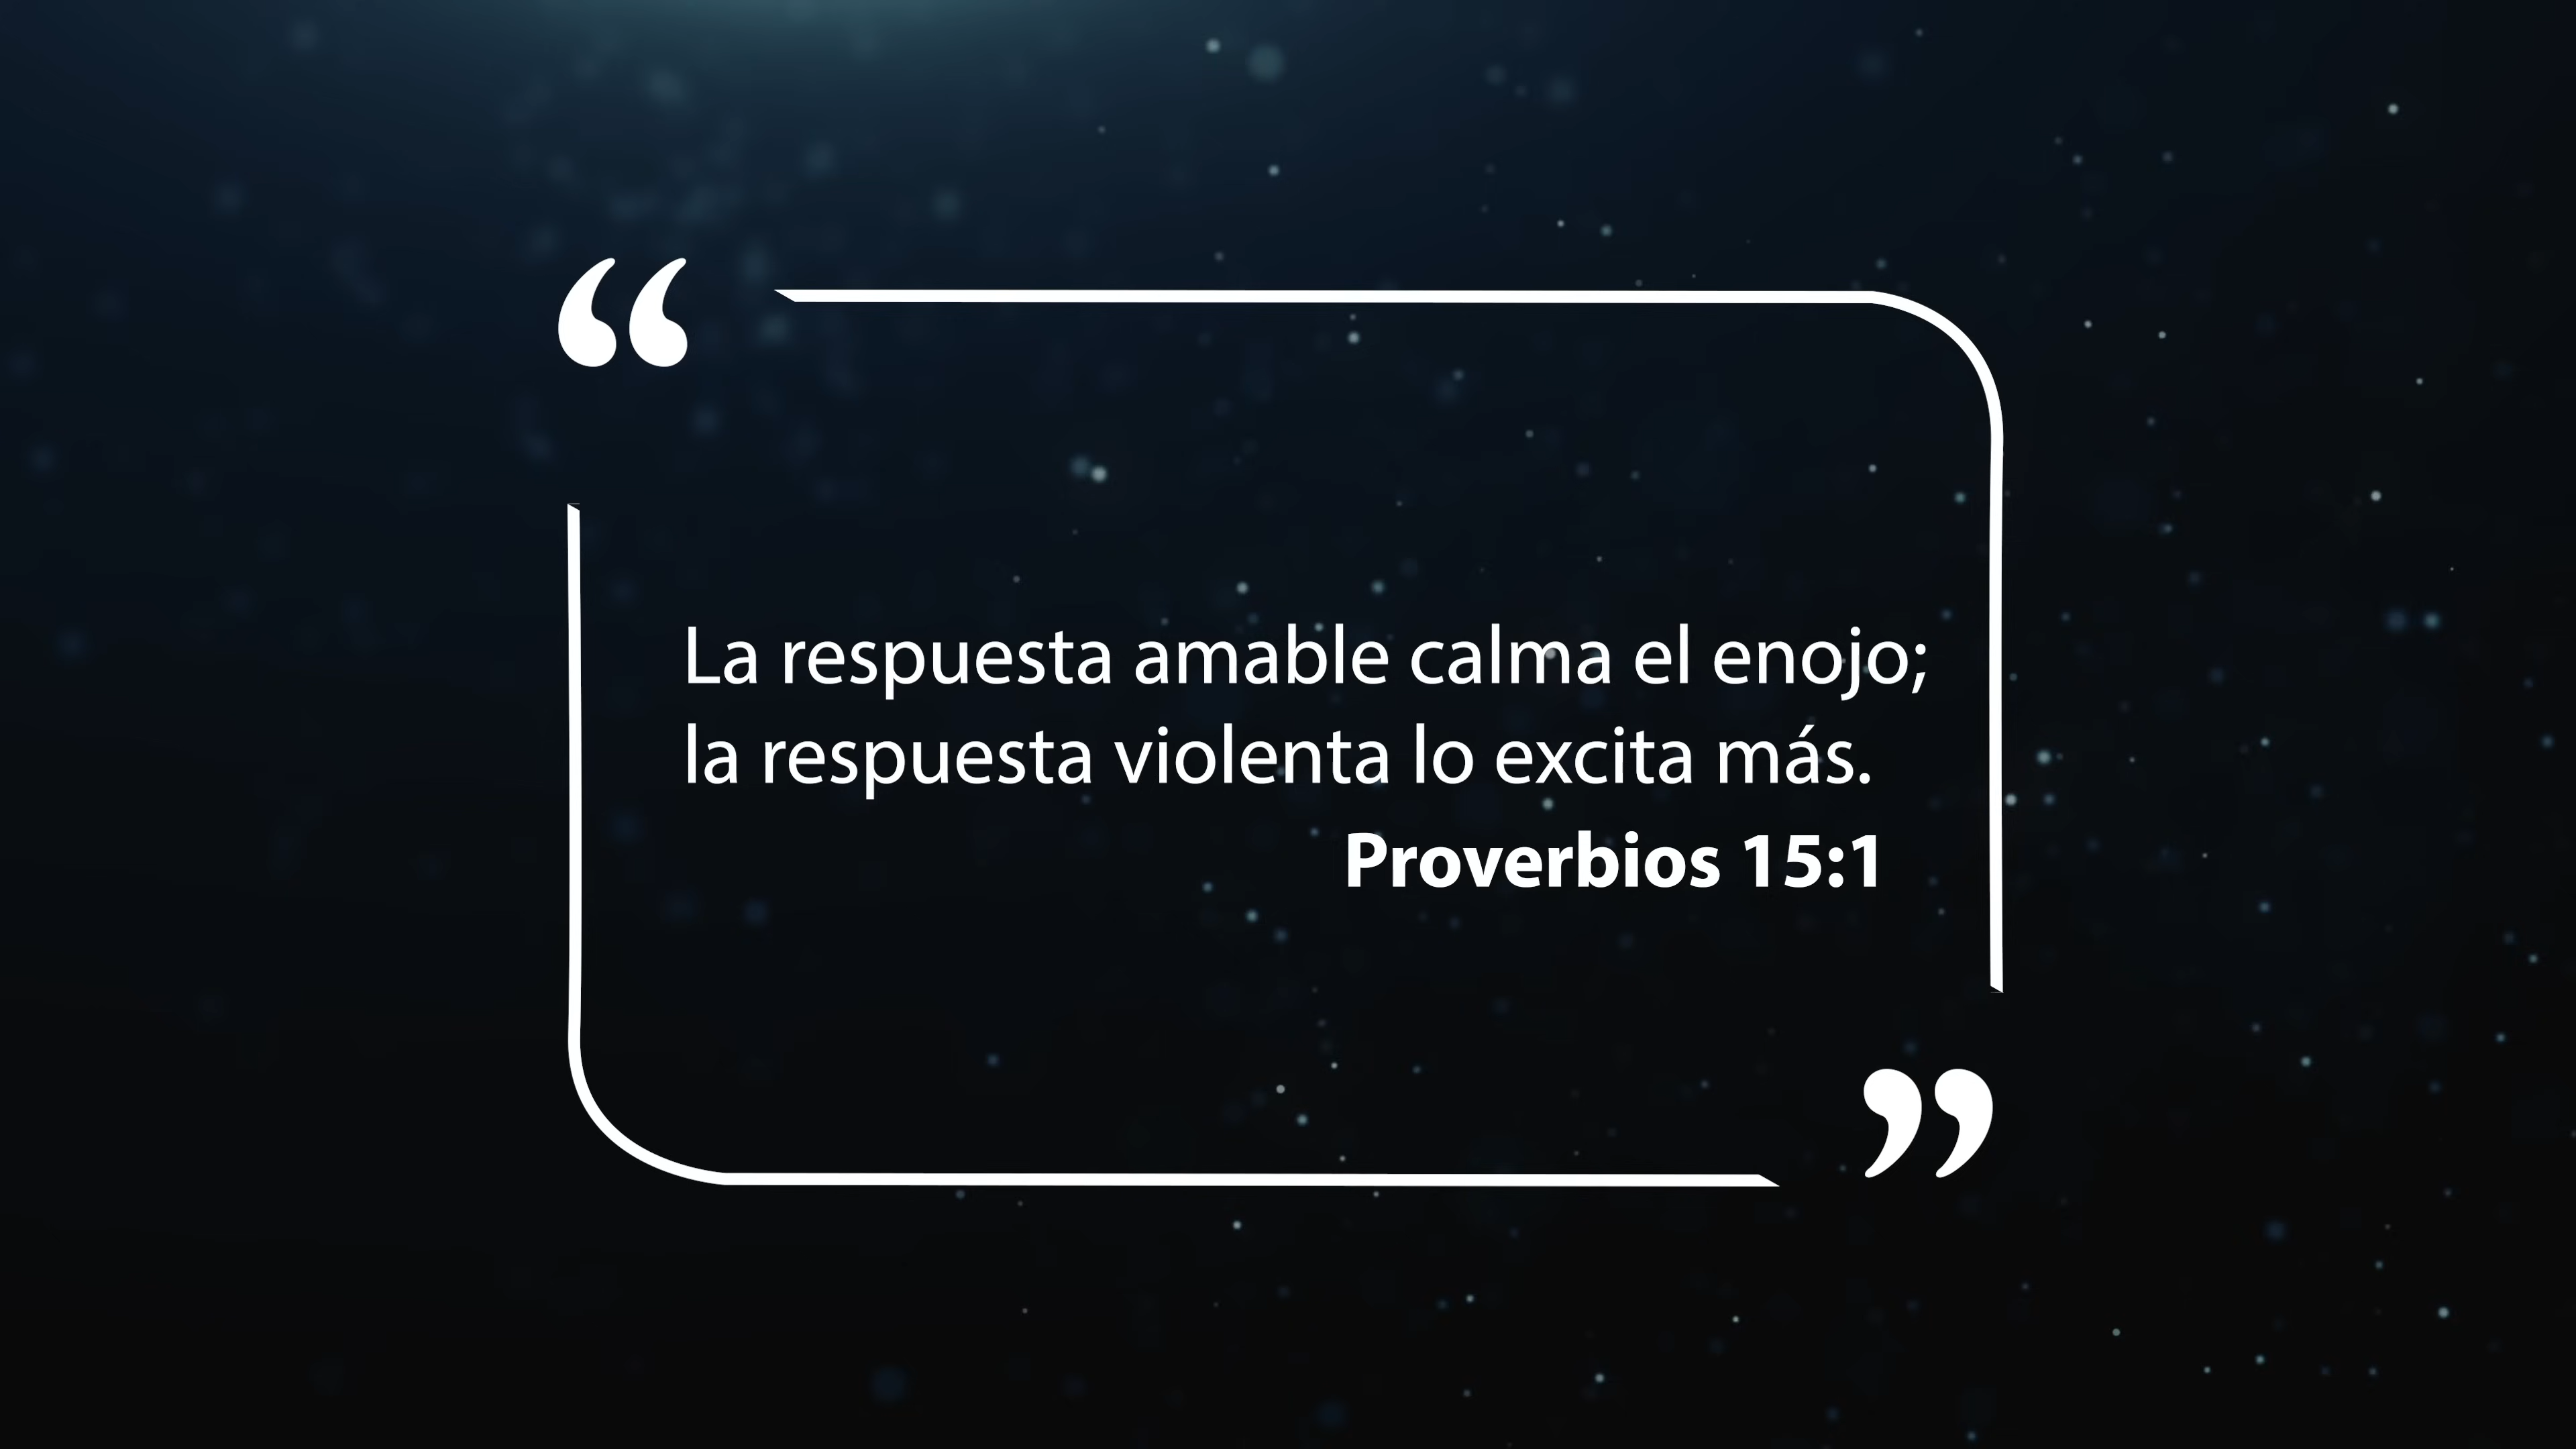 “
La respuesta amable calma el enojo;
la respuesta violenta lo excita más.
Proverbios 15:1
”